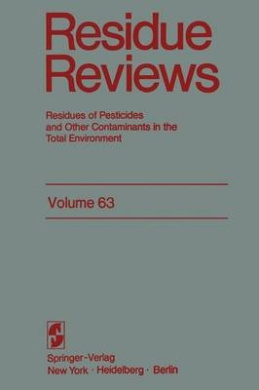 Residue
Reviews
Residues of Pesticides
and Other Contaminants in the
Total Environment
Volume 63
Springer-Verlag
New York · Heidelberg · Berlin